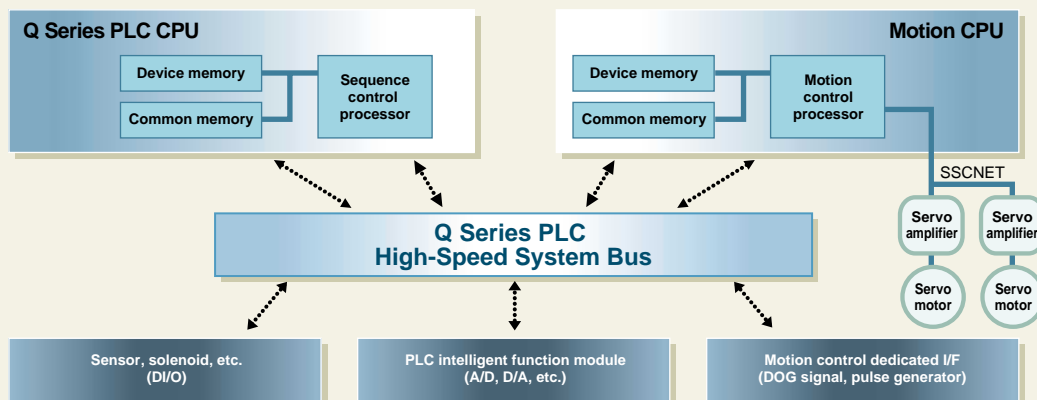 Q Series PLC CPU
Device memory
Common memory
Sequence
control
processor
Motion CPU
Device memory
Common memory
Motion
control
processor
SSCNET
Servo
amplifier
Servo
amplifier
Servo
motor
Servo
motor
Q Series PLC
High-Speed System Bus
Sensor, solenoid, etc.
(DI/O)
PLC intelligent function module
(A/D, D/A, etc.)
Motion control dedicated I/F
(DOG signal, pulse generator)